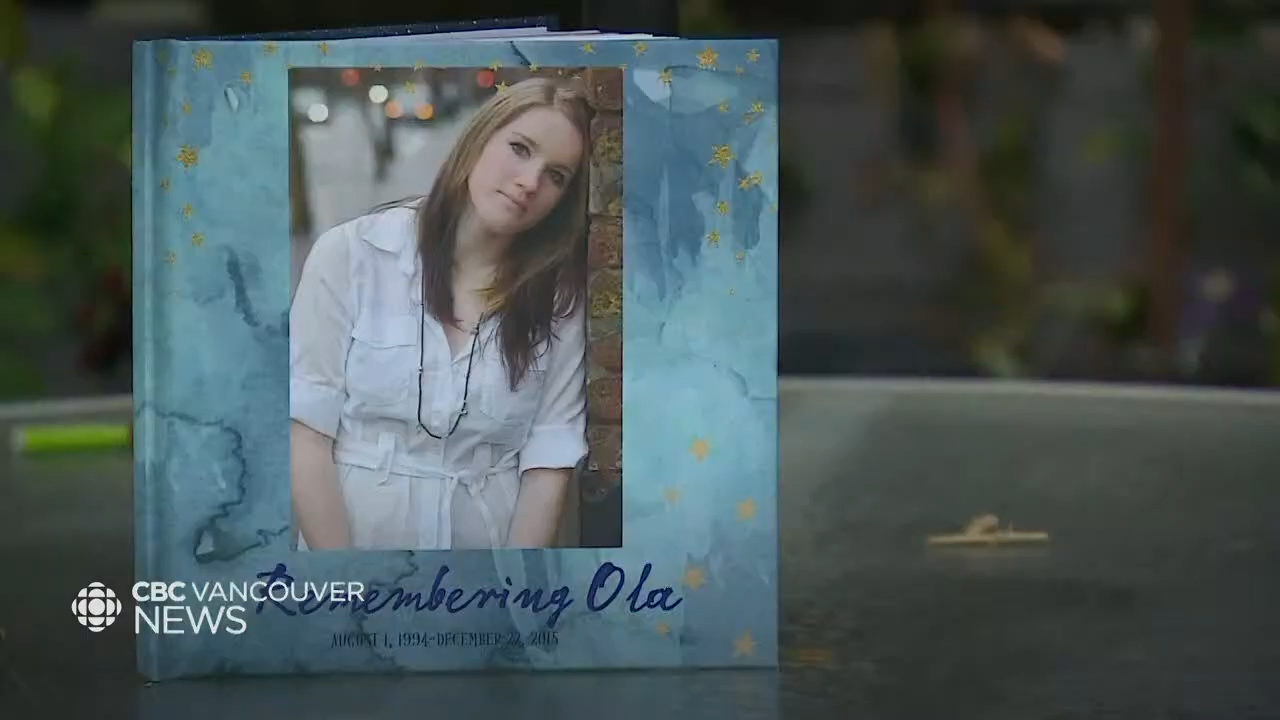 Remembering Ola
AUGUST 1, 1994-DECEMBER 22, 2015
CBC VANCOUVER
NEWS